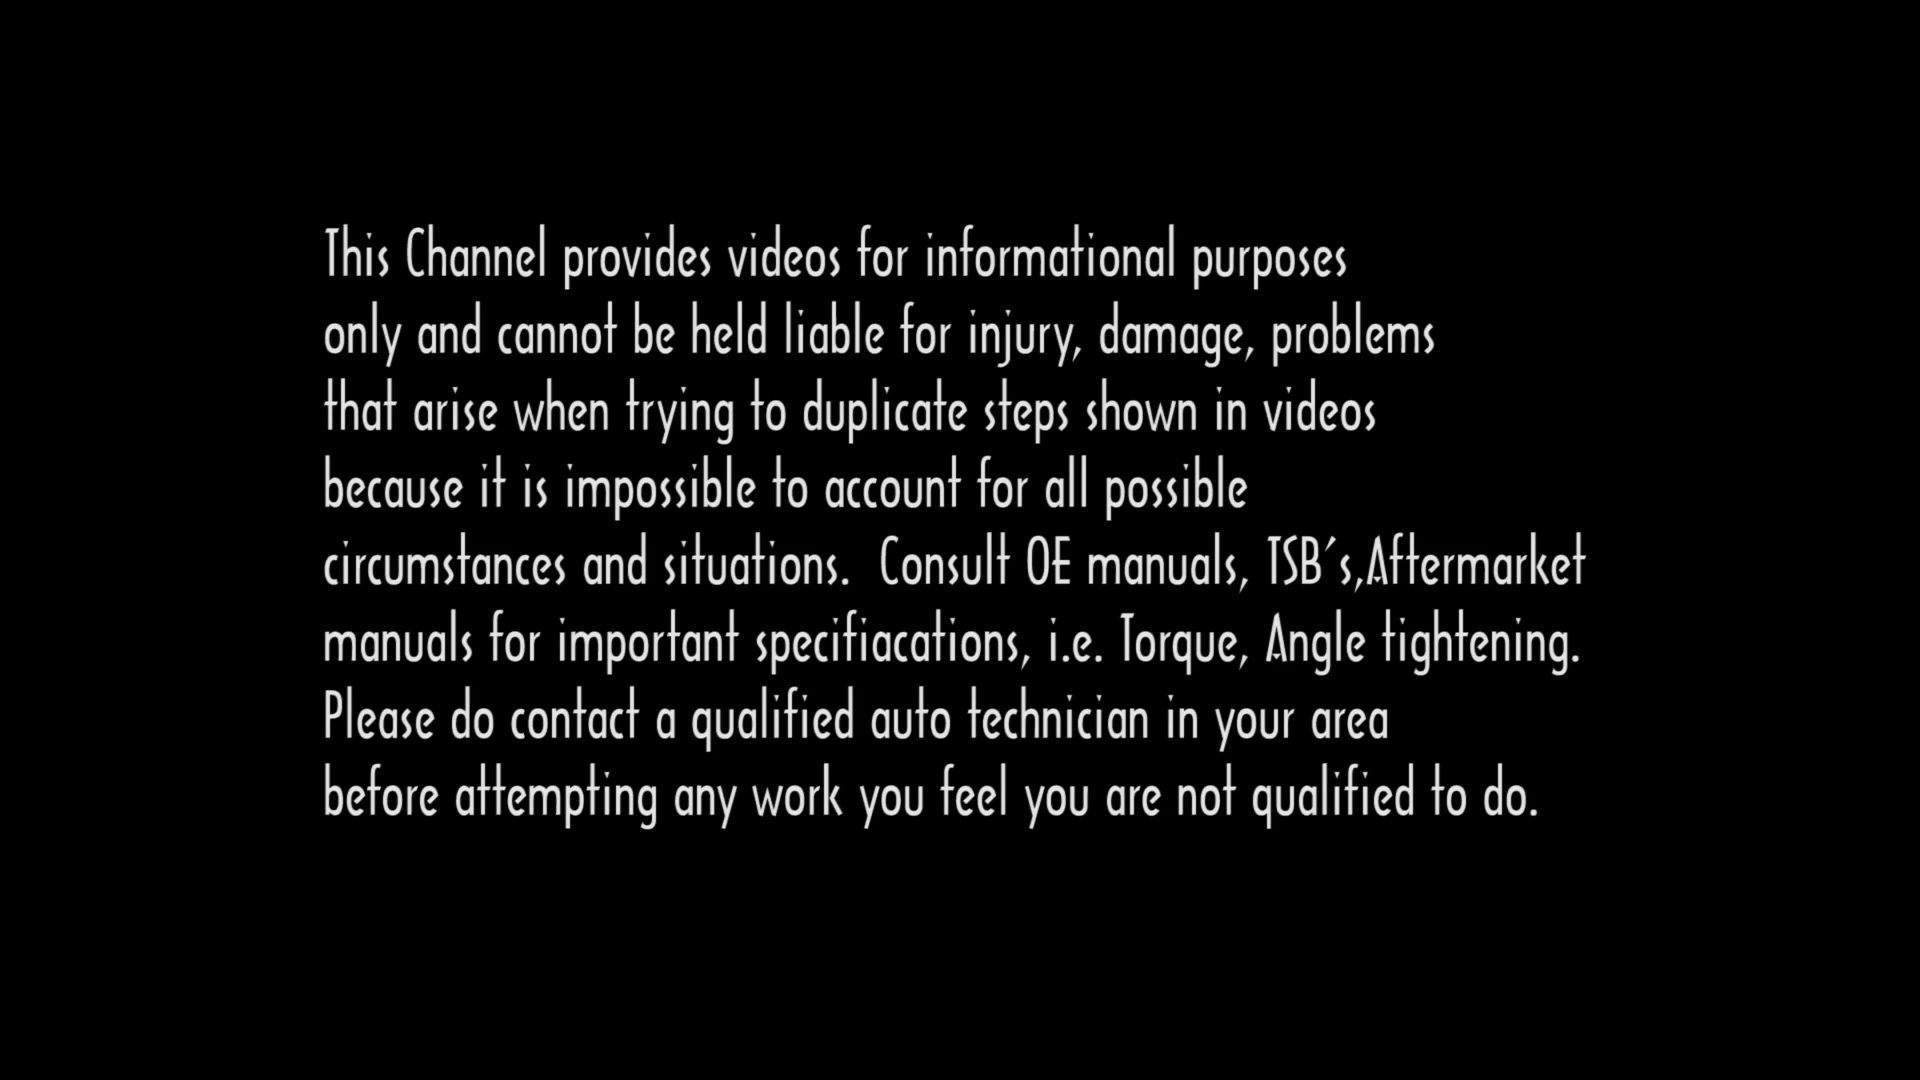 This Channel provides videos for informational purposes
only and cannot be held liable for injury, damage, problems
that arise when trying to duplicate steps shown in videos
because it is impossible to account for all possible
circumstances and situations.  Consult OE manuals, TSB's,Aftermarket
manuals for important specifiacations, i.e. Torque, Angle tightening.
Please do contact a qualified auto technician in your area
before attempting any work you feel you are not qualified to do.